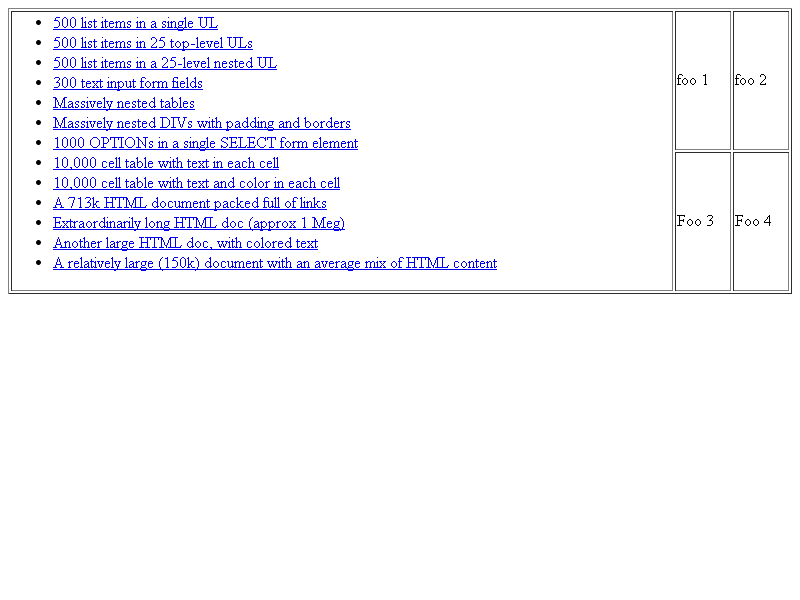 500 list items in a single UL
500 list items in 25 top-level ULs
500 list items in a 25-level nested UL
300 text input form fields
Massively nested tables
Massively nested DIVs with padding and borders
1000 OPTIONs in a single SELECT form element
10,000 cell table with text in each cell
10,000 cell table with text and color in each cell
A 713k HTML document packed full of links
Extraordinarily long HTML doc (approx 1 Meg)
Another large HTML doc, with colored text
A relatively large (150k) document with an average mix of HTML content
foo 1
foo 2
Foo 3
Foo 4